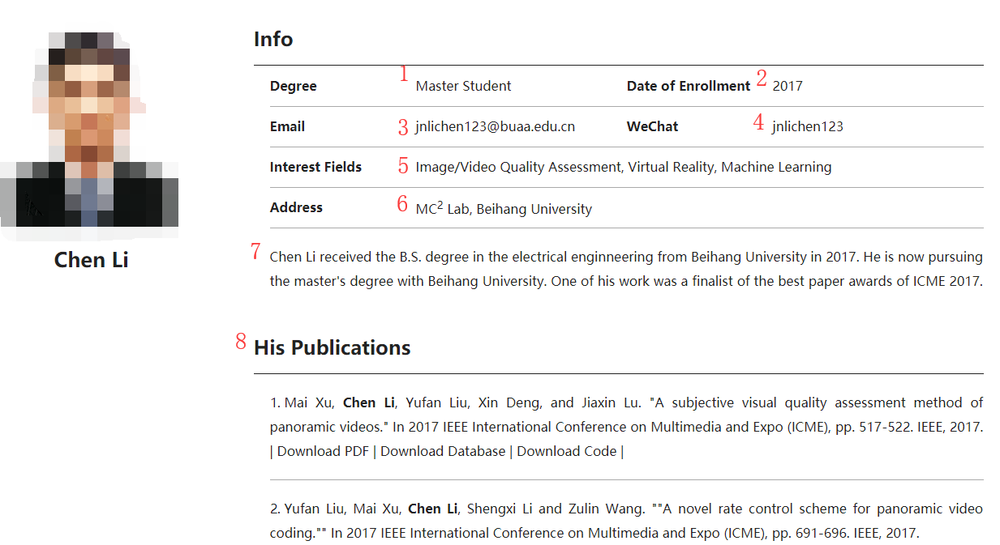 Info
Degree 1 Master Student Date of Enrollment 2 2017
Email 3 jnlichen123@buaa.edu.cn WeChat 4 jnlichen123
Interest Fields 5 Image/Video Quality Assessment, Virtual Reality, Machine Learning
Address 6 MC² Lab, Beihang University
Chen Li
7 Chen Li received the B.S. degree in the electrical enginneering from Beihang University in 2017. He is now pursuing
the master's degree with Beihang University. One of his work was a finalist of the best paper awards of ICME 2017.
8 His Publications
1. Mai Xu, Chen Li, Yufan Liu, Xin Deng, and Jiaxin Lu. "A subjective visual quality assessment method of
panoramic videos." In 2017 IEEE International Conference on Multimedia and Expo (ICME), pp. 517-522. IEEE, 2017.
| Download PDF | Download Database | Download Code |
2. Yufan Liu, Mai Xu, Chen Li, Shengxi Li and Zulin Wang. ""A novel rate control scheme for panoramic video
coding."" In 2017 IEEE International Conference on Multimedia and Expo (ICME), pp. 691-696. IEEE, 2017.